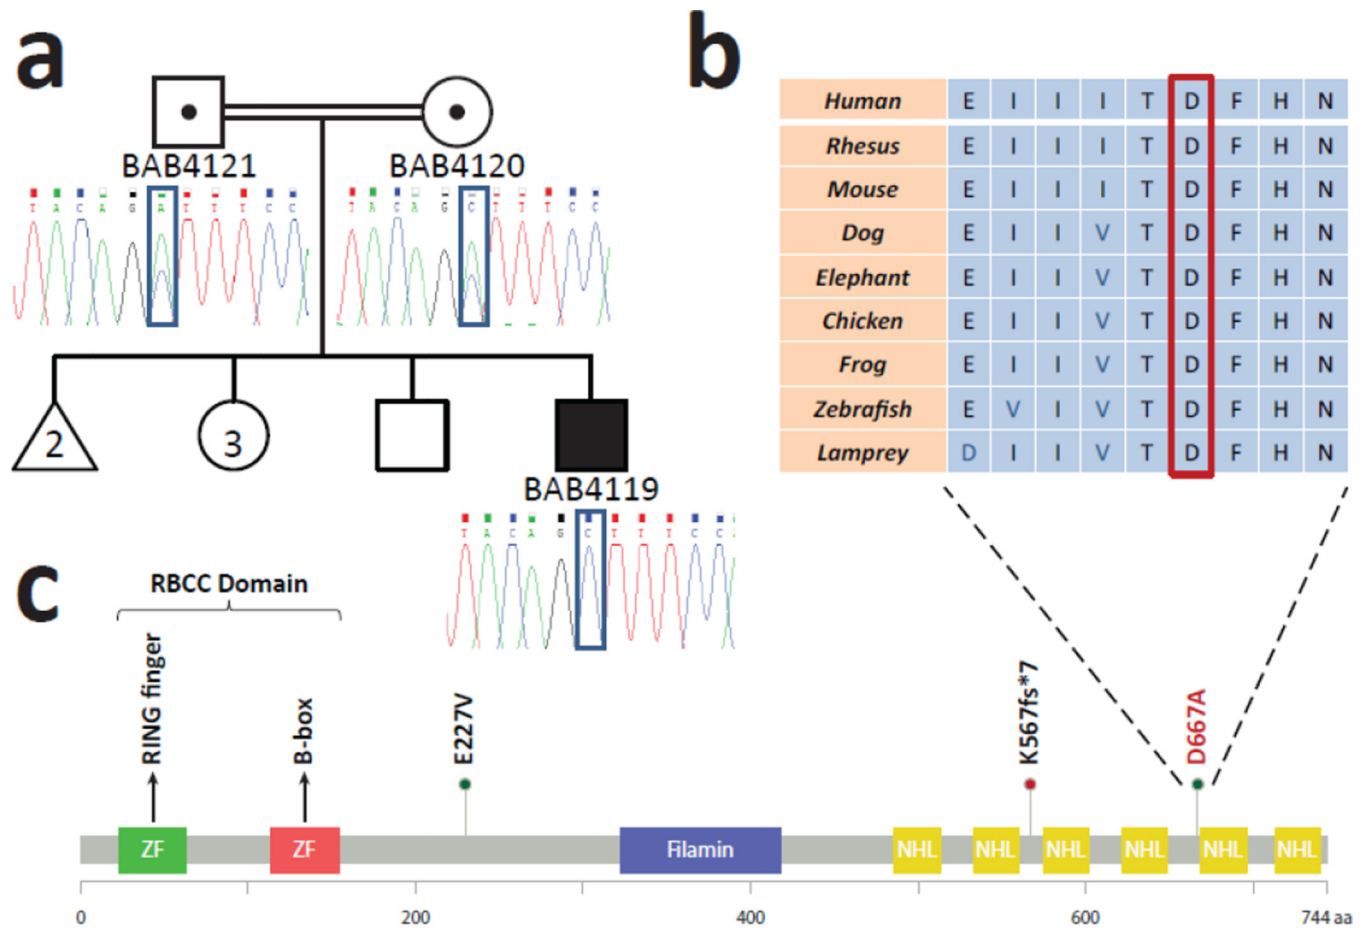 a
BAB4121
BAB4120
T A C A G A T T T C C
T A C A G C T T T C C
2
3
BAB4119
T A C A G C T T T C C
b
Human E I I I T D F H N
Rhesus E I I I T D F H N
Mouse E I I I T D F H N
Dog E I I V T D F H N
Elephant E I I V T D F H N
Chicken E I I V T D F H N
Frog E I I V T D F H N
Zebrafish E V I V T D F H N
Lamprey D I I V T D F H N
c
RBCC Domain
RING finger
B-box
E227V
K567fs*7
D667A
ZF ZF Filamin NHL NHL NHL NHL NHL NHL
0 200 400 600 744 aa